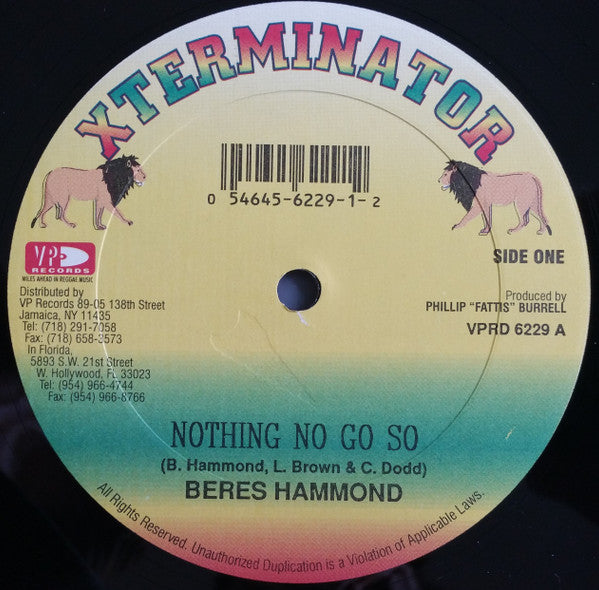 XTERMINATOR
0 54645-6229-1-2
VP
RECORDS
MILES AHEAD IN REGGAE MUSIC
Distributed by
VP Records 89-05 138th Street
Jamaica, NY 11435
Tel: (718) 291-7058
Fax: (718) 658-3573
In Florida,
5893 S.W. 21st Street
W. Hollywood, FL 33023
Tel: (954) 966-4744
Fax: (954) 966-8766
SIDE ONE
Produced by
PHILLIP "FATTIS" BURRELL
VPRD 6229 A
NOTHING NO GO SO
(B. Hammond, L. Brown & C. Dodd)
BERES HAMMOND
All Rights Reserved. Unauthorized Duplication is a Violation of Applicable Laws.